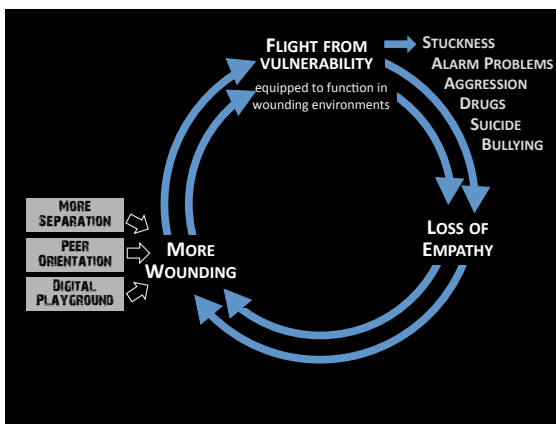 FLIGHT FROM
VULNERABILITY
equipped to function in
wounding environments
STUCKNESS
ALARM PROBLEMS
AGGRESSION
DRUGS
SUICIDE
BULLYING
LOSS OF
EMPATHY
MORE
WOUNDING
MORE
SEPARATION
PEER
ORIENTATION
DIGITAL
PLAYGROUND